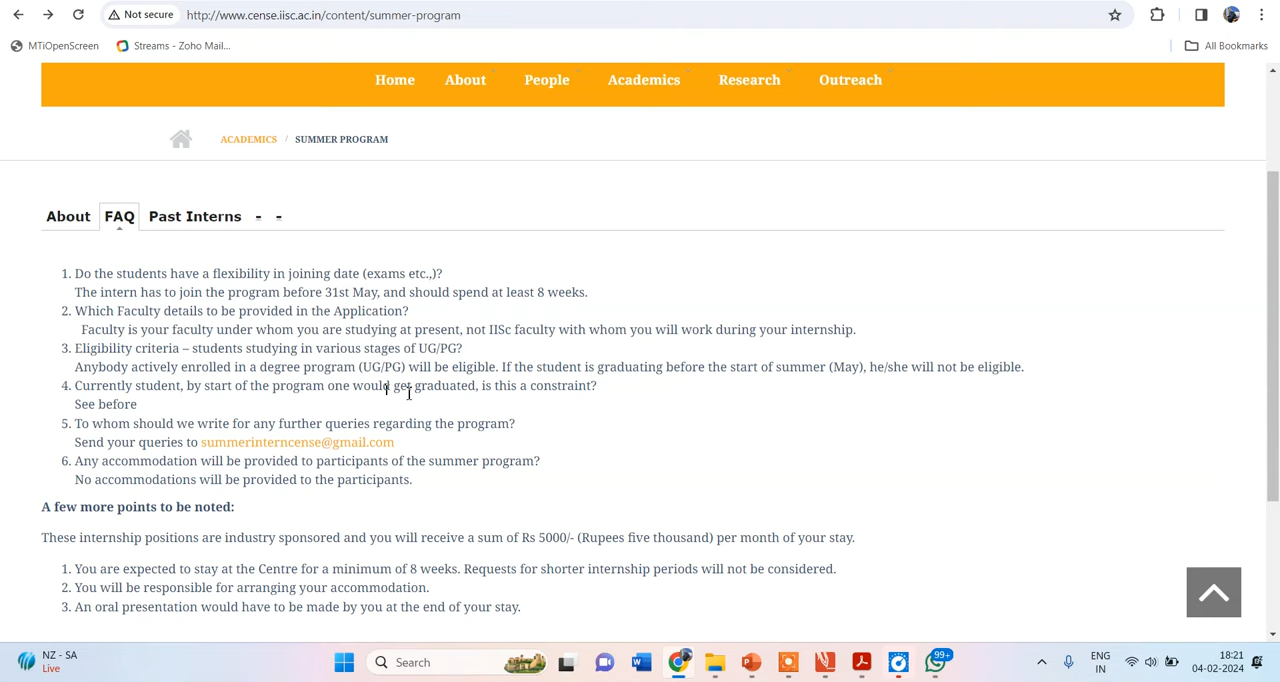 Not secure
http://www.cense.iisc.ac.in/content/summer-program
MTiOpenScreen
Streams - Zoho Mail...
All Bookmarks
Home About People Academics Research Outreach
ACADEMICS / SUMMER PROGRAM
About FAQ Past Interns - -
1. Do the students have a flexibility in joining date (exams etc.,)?
The intern has to join the program before 31st May, and should spend at least 8 weeks.
2. Which Faculty details to be provided in the Application?
Faculty is your faculty under whom you are studying at present, not IISc faculty with whom you will work during your internship.
3. Eligibility criteria – students studying in various stages of UG/PG?
Anybody actively enrolled in a degree program (UG/PG) will be eligible. If the student is graduating before the start of summer (May), he/she will not be eligible.
4. Currently student, by start of the program one would get graduated, is this a constraint?
See before
5. To whom should we write for any further queries regarding the program?
Send your queries to summerinterncense@gmail.com
6. Any accommodation will be provided to participants of the summer program?
No accommodations will be provided to the participants.
A few more points to be noted:
These internship positions are industry sponsored and you will receive a sum of Rs 5000/- (Rupees five thousand) per month of your stay.
1. You are expected to stay at the Centre for a minimum of 8 weeks. Requests for shorter internship periods will not be considered.
2. You will be responsible for arranging your accommodation.
3. An oral presentation would have to be made by you at the end of your stay.
NZ - SA
Live
Search
99+
ENG
IN
18:21
04-02-2024